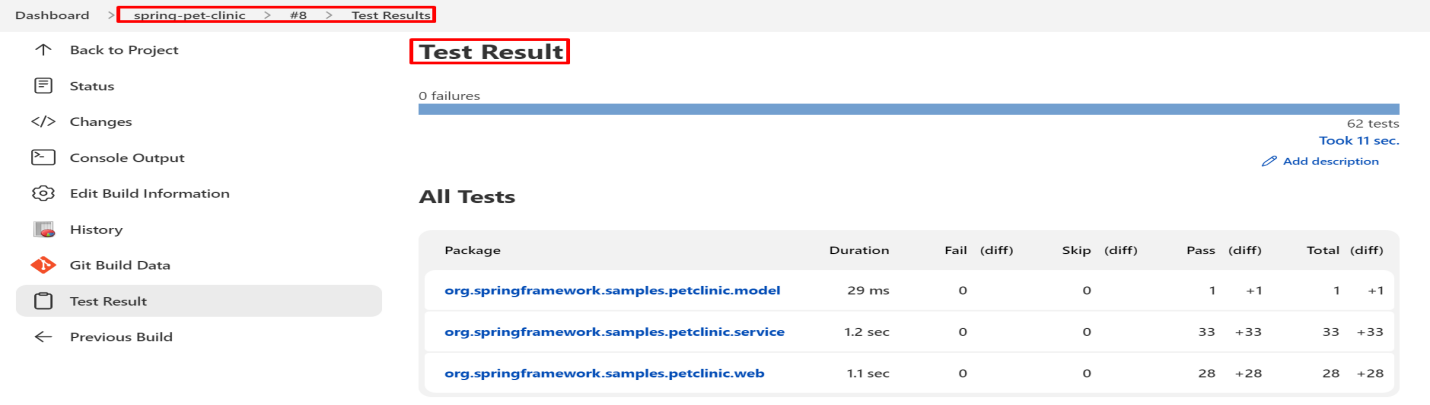 Dashboard > spring-pet-clinic > #8 > Test Results
Back to Project
Status
Changes
Console Output
Edit Build Information
History
Git Build Data
Test Result
Previous Build
Test Result
0 failures
62 tests
Took 11 sec.
Add description
All Tests
Package Duration Fail (diff) Skip (diff) Pass (diff) Total (diff)
org.springframework.samples.petclinic.model 29 ms 0 0 1 +1 1 +1
org.springframework.samples.petclinic.service 1.2 sec 0 0 33 +33 33 +33
org.springframework.samples.petclinic.web 1.1 sec 0 0 28 +28 28 +28